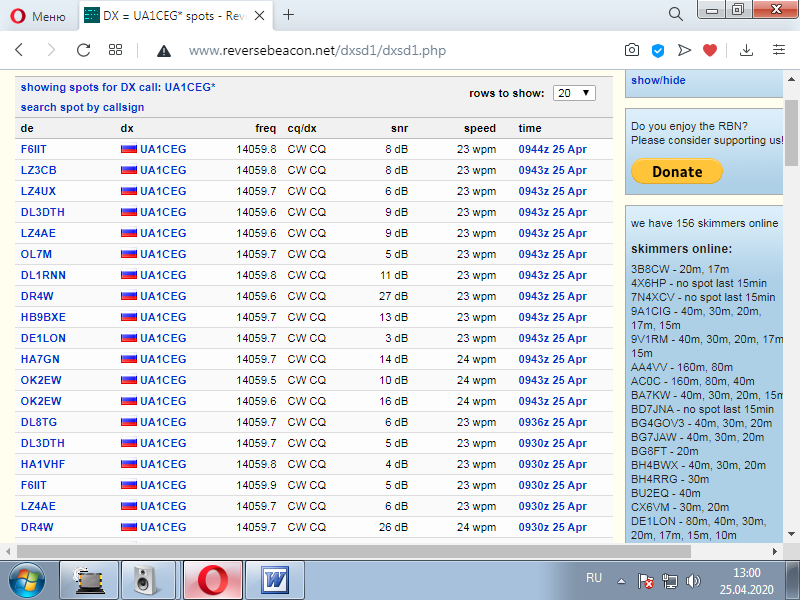 Меню
DX = UA1CEG* spots - Rev
www.reversebeacon.net/dxsd1/dxsd1.php
showing spots for DX call: UA1CEG*
search spot by callsign
rows to show: 20
de dx freq cq/dx snr speed time
F6IIT UA1CEG 14059.8 CW CQ 8 dB 23 wpm 0944z 25 Apr
LZ3CB UA1CEG 14059.8 CW CQ 8 dB 23 wpm 0943z 25 Apr
LZ4UX UA1CEG 14059.7 CW CQ 6 dB 23 wpm 0943z 25 Apr
DL3DTH UA1CEG 14059.6 CW CQ 9 dB 23 wpm 0943z 25 Apr
LZ4AE UA1CEG 14059.6 CW CQ 9 dB 23 wpm 0943z 25 Apr
OL7M UA1CEG 14059.7 CW CQ 5 dB 23 wpm 0943z 25 Apr
DL1RNN UA1CEG 14059.8 CW CQ 11 dB 23 wpm 0943z 25 Apr
DR4W UA1CEG 14059.6 CW CQ 27 dB 23 wpm 0943z 25 Apr
HB9BXE UA1CEG 14059.7 CW CQ 13 dB 23 wpm 0943z 25 Apr
DE1LON UA1CEG 14059.7 CW CQ 3 dB 23 wpm 0943z 25 Apr
HA7GN UA1CEG 14059.7 CW CQ 14 dB 24 wpm 0943z 25 Apr
OK2EW UA1CEG 14059.5 CW CQ 10 dB 24 wpm 0943z 25 Apr
OK2EW UA1CEG 14059.6 CW CQ 16 dB 24 wpm 0943z 25 Apr
DL8TG UA1CEG 14059.7 CW CQ 6 dB 23 wpm 0936z 25 Apr
DL3DTH UA1CEG 14059.7 CW CQ 5 dB 23 wpm 0930z 25 Apr
HA1VHF UA1CEG 14059.8 CW CQ 4 dB 23 wpm 0930z 25 Apr
F6IIT UA1CEG 14059.9 CW CQ 5 dB 23 wpm 0930z 25 Apr
LZ4AE UA1CEG 14059.7 CW CQ 6 dB 23 wpm 0930z 25 Apr
DR4W UA1CEG 14059.7 CW CQ 26 dB 24 wpm 0930z 25 Apr
show/hide
Do you enjoy the RBN?
Please consider supporting us!
Donate
we have 156 skimmers online
skimmers online:
3B8CW - 20m, 17m
4X6HP - no spot last 15min
7N4XCV - no spot last 15min
9A1CIG - 40m, 30m, 20m,
17m, 15m
9V1RM - 40m, 30m, 20m, 17m
15m
AA4VV - 160m, 80m
AC0C - 160m, 80m, 40m
BA7KW - 40m, 30m, 20m, 15m
BD7JNA - no spot last 15min
BG4GOV3 - 40m, 30m, 20m
BG7JAW - 40m, 30m, 20m
BG8FT - 20m
BH4BWX - 40m, 30m, 20m
BH4RRG - 30m
BU2EQ - 40m
CX6VM - 30m, 20m
DE1LON - 80m, 40m, 30m,
20m, 17m, 15m, 10m
RU
13:00
25.04.2020